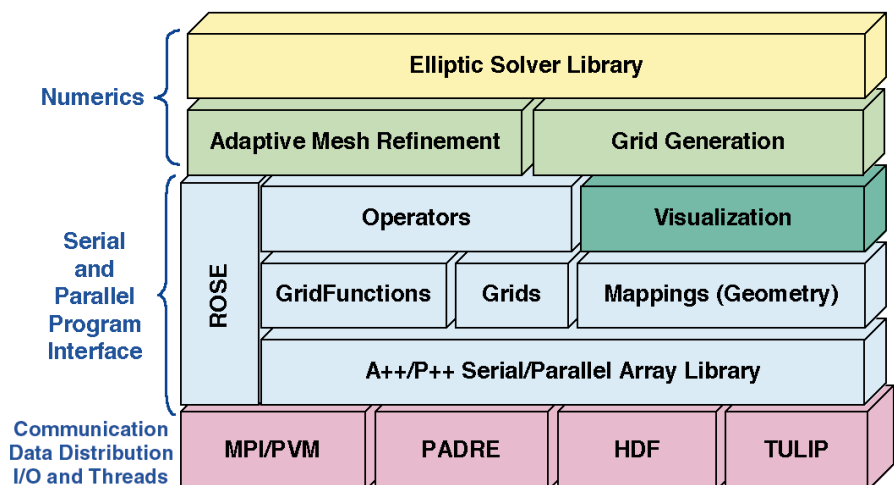 Elliptic Solver Library
Numerics
Adaptive Mesh Refinement
Grid Generation
Serial
and
Parallel
Program
Interface
ROSE
Operators
Visualization
GridFunctions
Grids
Mappings (Geometry)
A++/P++ Serial/Parallel Array Library
Communication
Data Distribution
I/O and Threads
MPI/PVM
PADRE
HDF
TULIP